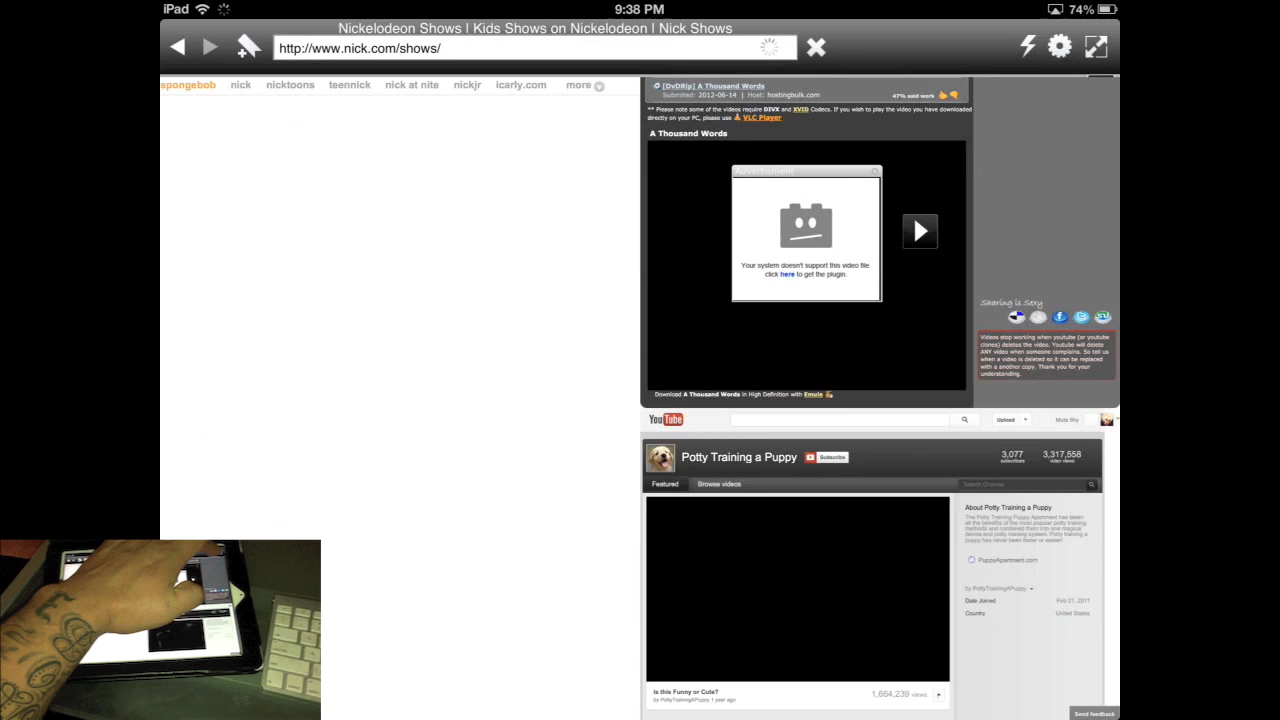 iPad
9:38 PM
74%
Nickelodeon Shows | Kids Shows on Nickelodeon | Nick Shows
http://www.nick.com/shows/
spongebob nick nicktoons teennick nick at nite nickjr icarly.com more
[DvDRip] A Thousand Words
Submited: 2012-06-14 | Host: hostingbulk.com
47% said work
** Please note some of the videos require DIVX and XVID Codecs. If you wish to play the video you have downloaded
directly on your PC, please use VLC Player
A Thousand Words
Advertisment
Your system doesn't support this video file.
click here to get the plugin.
Sharing is Sexy
Videos stop working when youtube (or youtube
clones) deletes the video. Youtube will delete
ANY video when someone complains. So tell us
when a video is deleted so it can be replaced
with a another copy. Thank you for your
understanding.
Download A Thousand Words in High Definition with Emule
YouTube
Upload
Potty Training a Puppy
Subscribe
3,077
subscribers
3,317,558
video views
Featured
Browse videos
Search Channel
About Potty Training a Puppy
The Potty Training Puppy Apartment has taken
all the benefits of the most popular potty training
methods and combined them into one magical
device and potty training system. Potty training a
puppy has never been faster or easier!
PuppyApartment.com
by PottyTrainingAPuppy
Date Joined Feb 21, 2011
Country United States
Is this Funny or Cute?
by PottyTrainingAPuppy 1 year ago
1,664,239 views
Send feedback